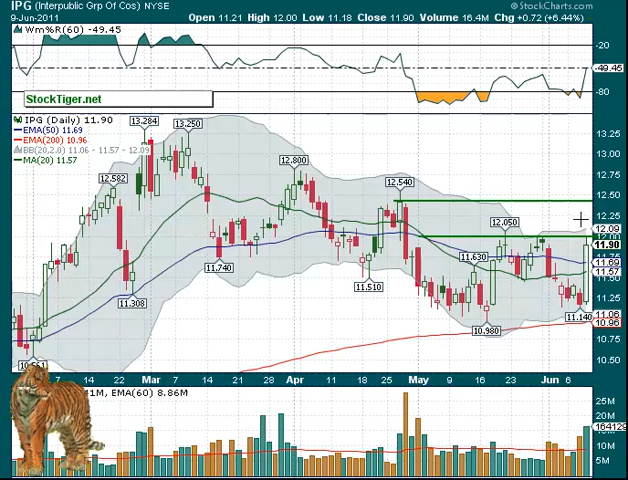 IPG (Interpublic Grp Of Cos) NYSE
© StockCharts.com
9-Jun-2011
Open 11.21 High 12.00 Low 11.18 Close 11.90 Volume 16.4M Chg +0.72 (+6.44%)
Wm%R(60) -49.45
-20
-49.45
-80
StockTiger.net
IPG (Daily) 11.90
EMA(50) 11.69
EMA(200) 10.96
BB(20,2.0) 11.06 - 11.57 - 12.09
MA(20) 11.57
13.284
13.250
12.582
12.800
12.540
12.050
11.740
11.630
11.510
11.308
11.140
10.980
13.25
13.00
12.75
12.50
12.25
12.09
12.00
11.90
11.69
11.57
11.25
11.06
10.96
10.75
10.50
7 14 22 Mar 7 14 21 28 Apr 11 18 25 May 9 16 23 Jun 6
41M, EMA(60) 8.86M
25M
20M
10M
5M